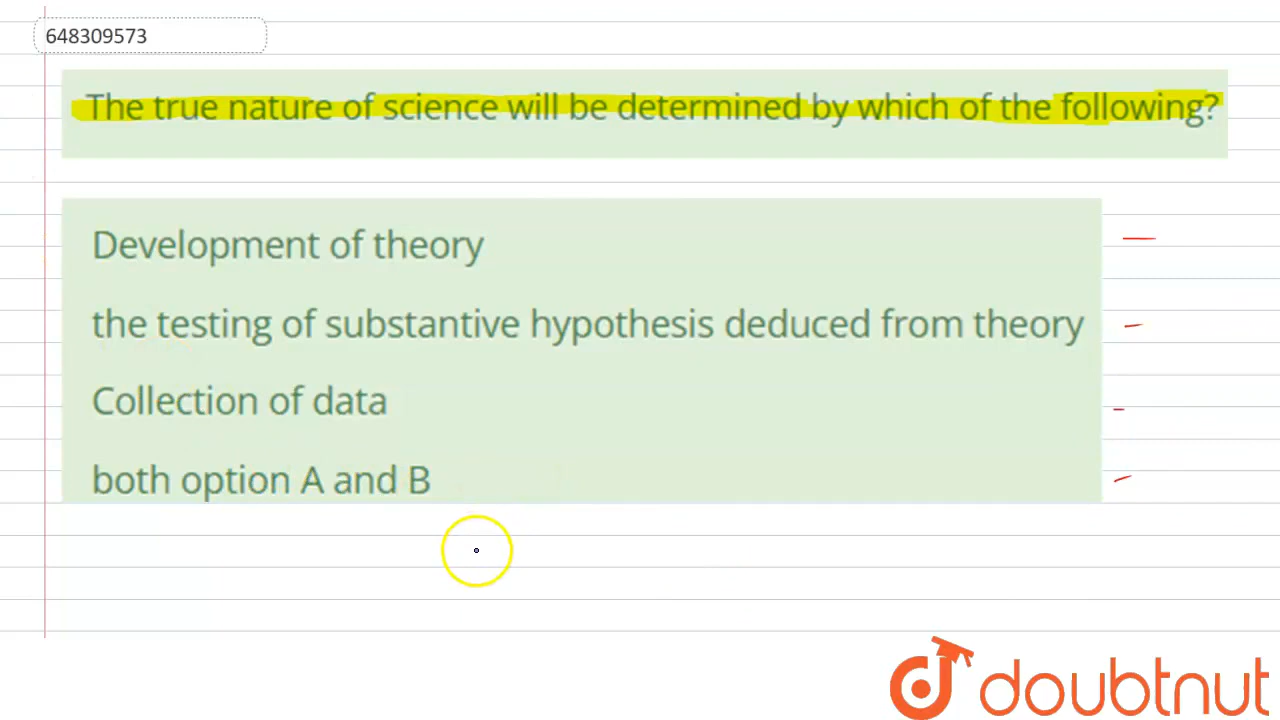 648309573
The true nature of science will be determined by which of the following?
Development of theory
the testing of substantive hypothesis deduced from theory
Collection of data
both option A and B
doubtnut